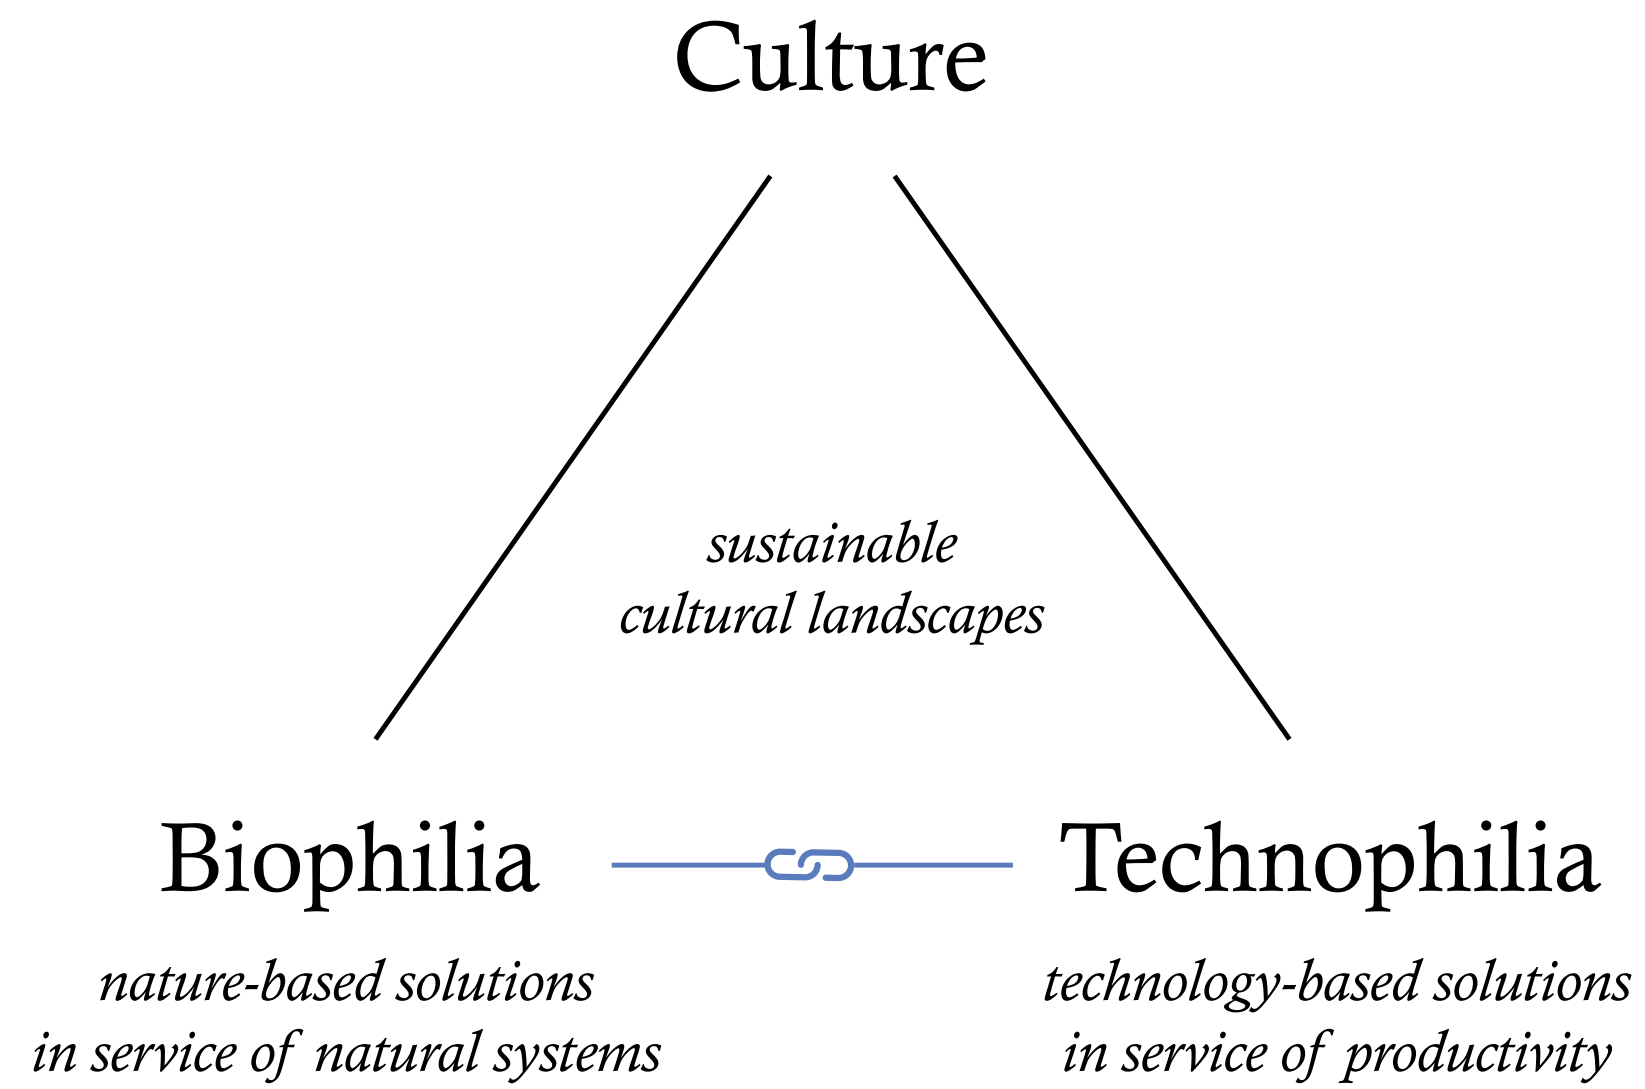 Culture
sustainable
cultural landscapes
Biophilia
Technophilia
nature-based solutions
in service of natural systems
technology-based solutions
in service of productivity